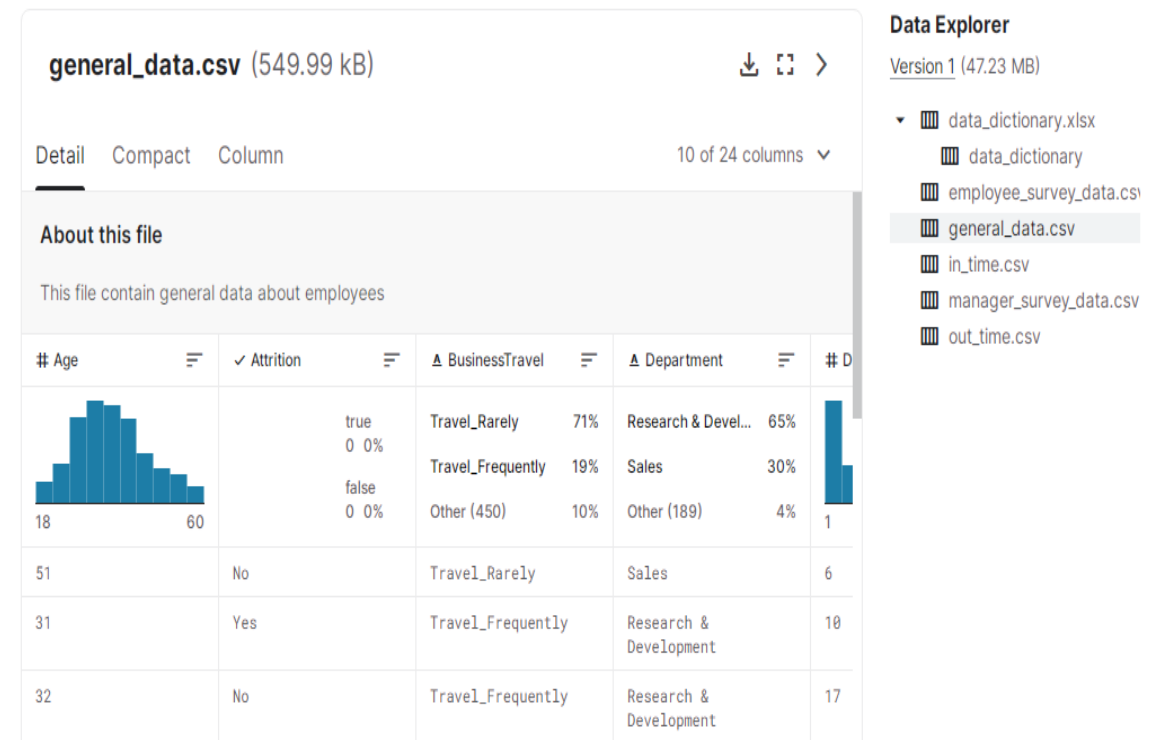 general_data.csv (549.99 kB)
Detail Compact Column 10 of 24 columns
About this file
This file contain general data about employees
# Age Attrition A BusinessTravel A Department # D
true
0 0%
false
0 0%
Travel_Rarely 71%
Travel_Frequently 19%
Other (450) 10%
Research & Devel... 65%
Sales 30%
Other (189) 4%
18 60
1
51 No Travel_Rarely Sales 6
31 Yes Travel_Frequently Research & 10
Development
32 No Travel_Frequently Research & 17
Development
Data Explorer
Version 1 (47.23 MB)
data_dictionary.xlsx
data_dictionary
employee_survey_data.csv
general_data.csv
in_time.csv
manager_survey_data.csv
out_time.csv